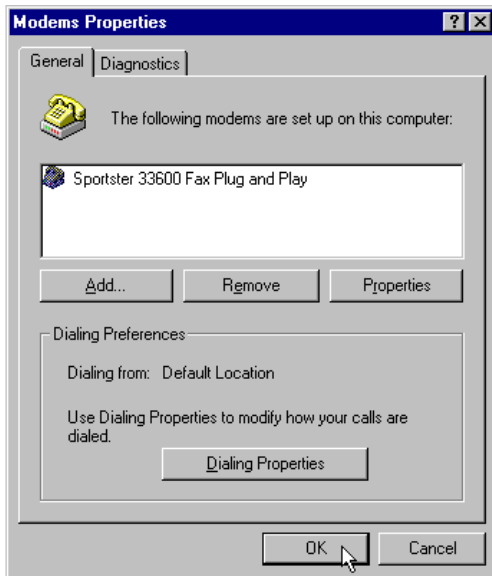 Modems Properties
General
Diagnostics
The following modems are set up on this computer:
Sportster 33600 Fax Plug and Play
Add...
Remove
Properties
Dialing Preferences
Dialing from: Default Location
Use Dialing Properties to modify how your calls are
dialed.
Dialing Properties
OK
Cancel